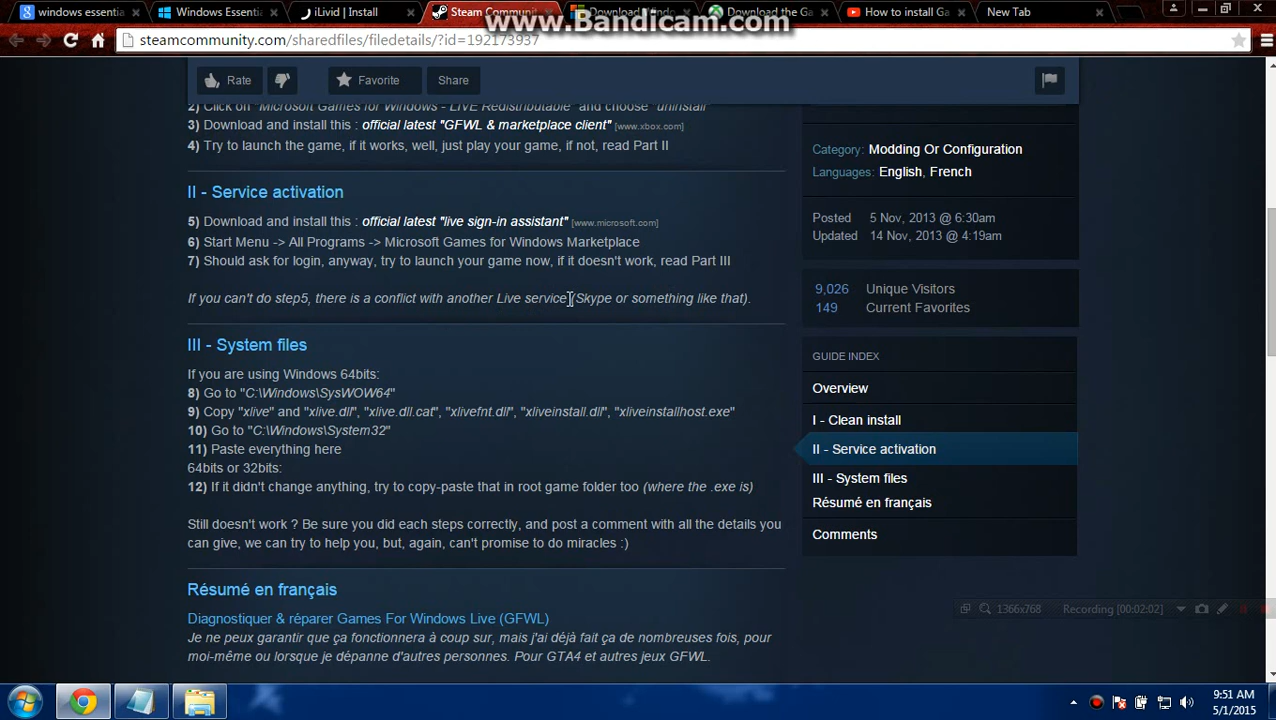 windows essentia
Windows Essentia
iLivid | Install
Steam Communit
Download
Download the Ga
How to install Ga
New Tab
www.Bandicam.com
steamcommunity.com/sharedfiles/filedetails/?id=192173937
Rate
Favorite
Share
2) Click on "Microsoft Games for Windows - LIVE Redistributable" and choose "uninstall"
3) Download and install this : official latest "GFWL & marketplace client" [www.xbox.com]
4) Try to launch the game, if it works, well, just play your game, if not, read Part II
II - Service activation
5) Download and install this : official latest "live sign-in assistant" [www.microsoft.com]
6) Start Menu -> All Programs -> Microsoft Games for Windows Marketplace
7) Should ask for login, anyway, try to launch your game now, if it doesn't work, read Part III
If you can't do step5, there is a conflict with another Live service (Skype or something like that).
III - System files
If you are using Windows 64bits:
8) Go to "C:\Windows\SysWOW64"
9) Copy "xlive" and "xlive.dll", "xlive.dll.cat", "xlivefnt.dll", "xliveinstall.dll", "xliveinstallhost.exe"
10) Go to "C:\Windows\System32"
11) Paste everything here
64bits or 32bits:
12) If it didn't change anything, try to copy-paste that in root game folder too (where the .exe is)
Still doesn't work ? Be sure you did each steps correctly, and post a comment with all the details you
can give, we can try to help you, but, again, can't promise to do miracles :)
Résumé en français
Diagnostiquer & réparer Games For Windows Live (GFWL)
Je ne peux garantir que ça fonctionnera à coup sur, mais j'ai déjà fait ça de nombreuses fois, pour
moi-même ou lorsque je dépanne d'autres personnes. Pour GTA4 et autres jeux GFWL.
Category: Modding Or Configuration
Languages: English, French
Posted 5 Nov, 2013 @ 6:30am
Updated 14 Nov, 2013 @ 4:19am
9,026 Unique Visitors
149 Current Favorites
GUIDE INDEX
Overview
I - Clean install
II - Service activation
III - System files
Résumé en français
Comments
1366x768 Recording [00:02:02]
9:51 AM
5/1/2015